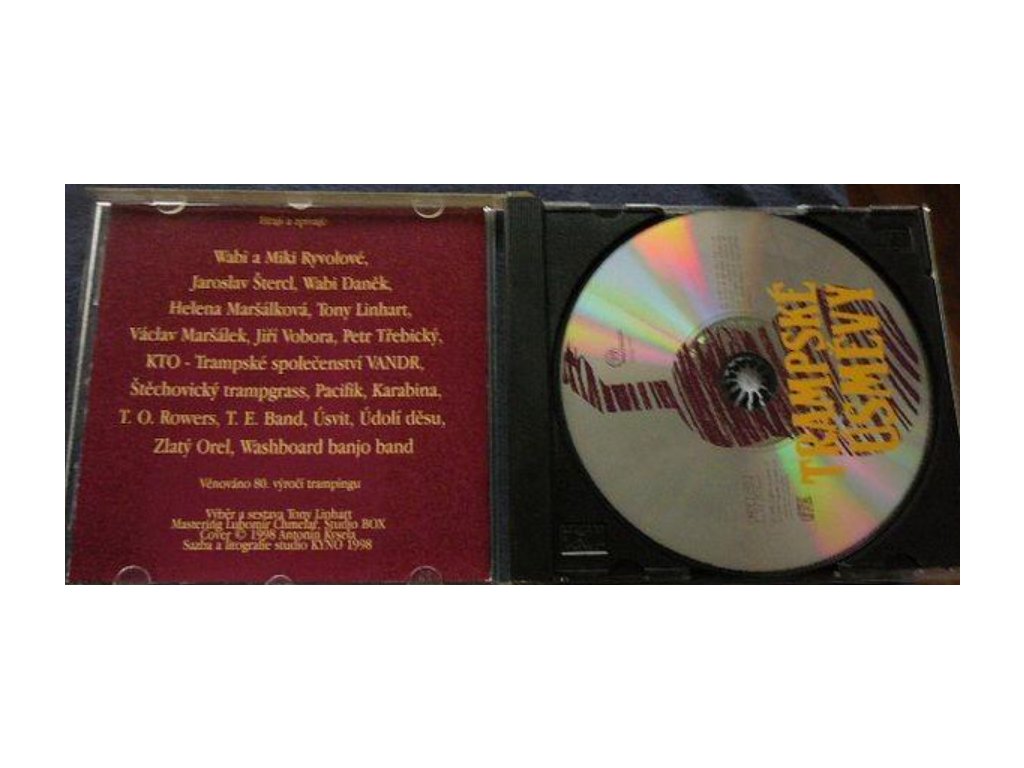 Hrají a zpívají:
Wabi a Miki Ryvolové,
Jaroslav Štercl, Wabi Daněk,
Helena Maršálková, Tony Linhart,
Václav Maršálek, Jiří Vobora, Petr Třebický,
KTO - Trampské společenství VANDR,
Štěchovický trampgrass, Pacifik, Karabina,
T. O. Rowers, T. E. Band, Úsvit, Údolí děsu,
Zlatý Orel, Washboard banjo band
Věnováno 80. výročí trampingu
Výběr a sestava Tony Linhart
Mastering Lubomír Chmelař, Studio BOX
Cover © 1998 Antonín Kysela
Sazba a litografie studio KYNO 1998
TRAMPSKÉ
ÚSMĚVY